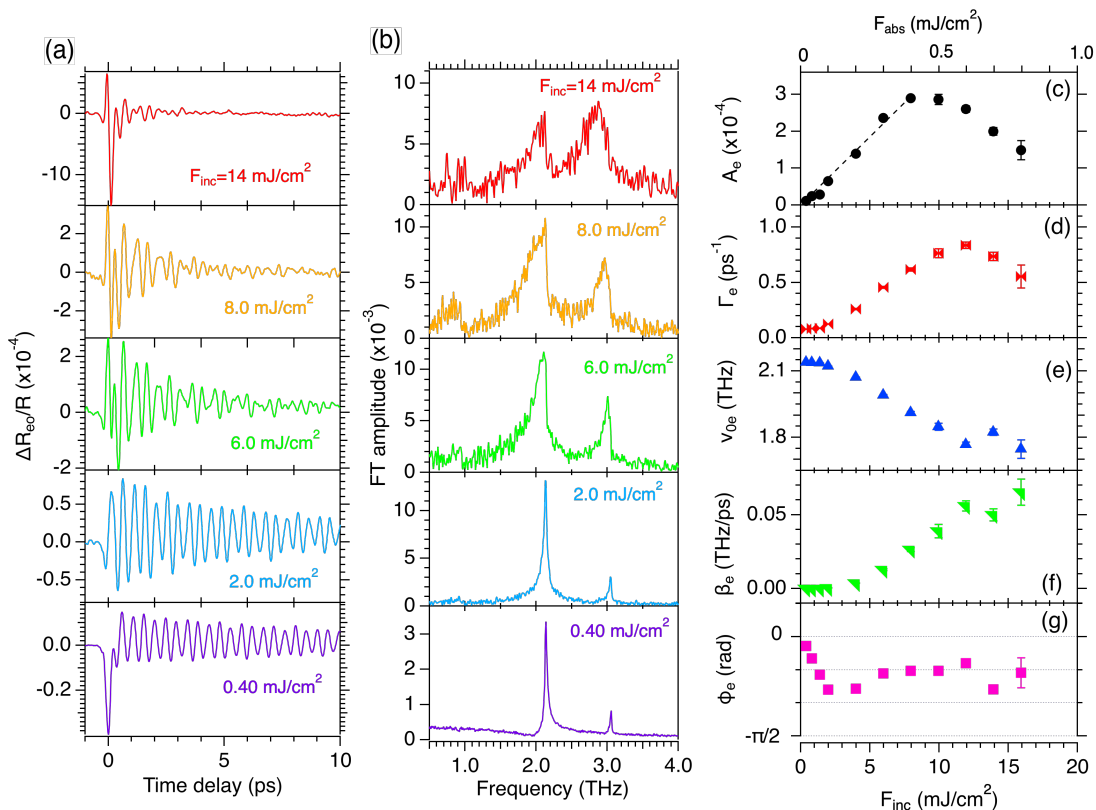 (a)
0
-10
F_inc=14 mJ/cm²
2
0
-2
8.0 mJ/cm²
2
0
-2
6.0 mJ/cm²
0.5
0.0
-0.5
2.0 mJ/cm²
0.0
-0.2
0.40 mJ/cm²
0 5 10
Time delay (ps)
ΔR_eo/R (x10⁻⁴)
(b)
10
5
0
F_inc=14 mJ/cm²
10
5
0
8.0 mJ/cm²
10
5
0
6.0 mJ/cm²
10
5
0
2.0 mJ/cm²
3
2
1
0
0.40 mJ/cm²
1.0 2.0 3.0 4.0
Frequency (THz)
FT amplitude (x10⁻³)
F_abs (mJ/cm²)
0 0.5 1.0
3
2
1
0
A_e (x10⁻⁴)
(c)
1.0
0.5
0.0
Γ_e (ps⁻¹)
(d)
2.1
1.8
ν_0e (THz)
(e)
0.05
0.00
β_e (THz/ps)
(f)
0
-π/2
ϕ_e (rad)
(g)
0 5 10 15 20
F_inc (mJ/cm²)